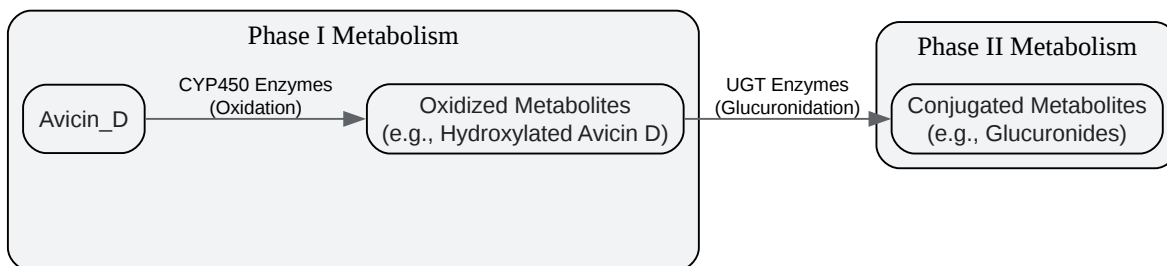 Phase I Metabolism
Avicin_D
CYP450 Enzymes
(Oxidation)
Oxidized Metabolites
(e.g., Hydroxylated Avicin D)
UGT Enzymes
(Glucuronidation)
Phase II Metabolism
Conjugated Metabolites
(e.g., Glucuronides)